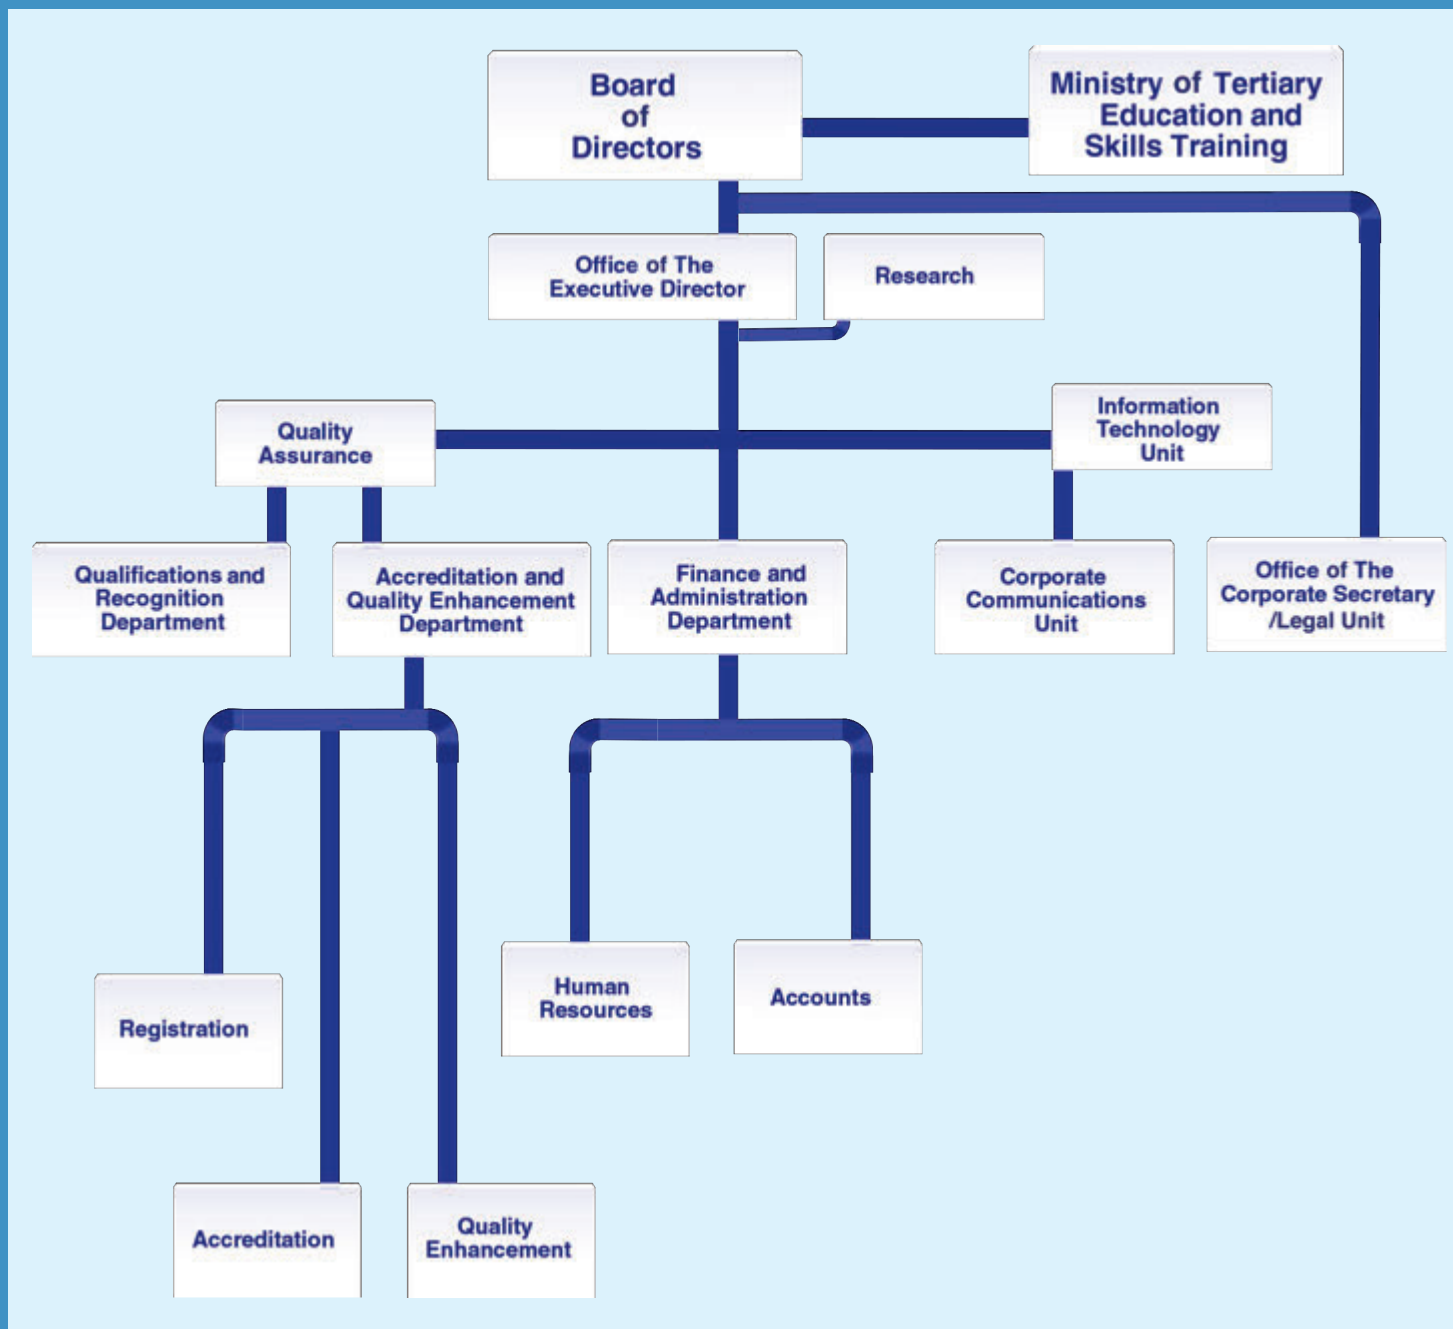 Board
of
Directors
Ministry of Tertiary
Education and
Skills Training
Office of The
Executive Director
Research
Quality
Assurance
Information
Technology
Unit
Qualifications and
Recognition
Department
Accreditation and
Quality Enhancement
Department
Finance and
Administration
Department
Corporate
Communications
Unit
Office of The
Corporate Secretary
/Legal Unit
Human
Resources
Accounts
Registration
Accreditation
Quality
Enhancement